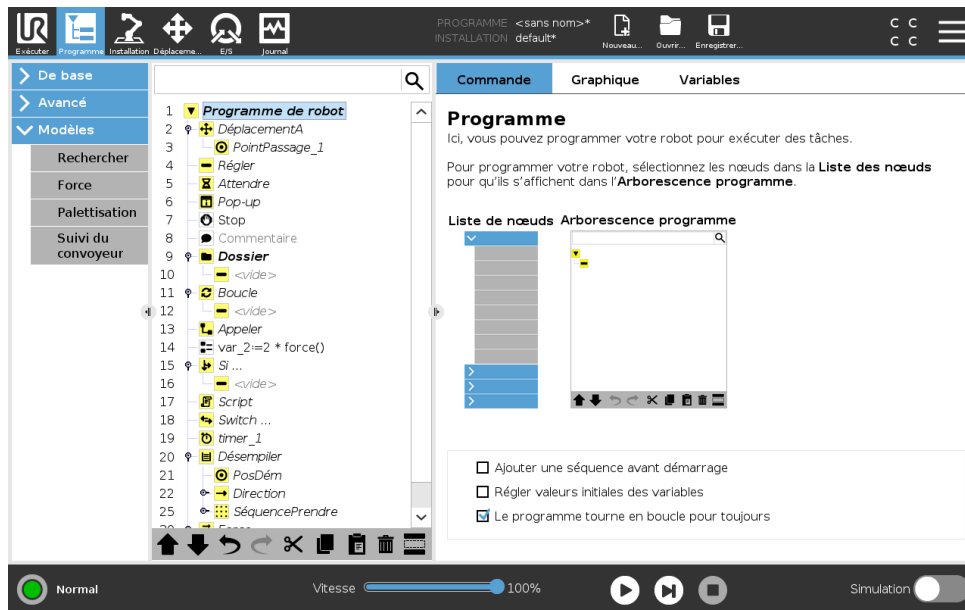 PROGRAMME <sans nom>*
INSTALLATION default*
Exécuter
Programme
Installation
Déplaceme...
E/S
Journal
Nouveau...
Ouvrir...
Enregistrer...
C C
C C
De base
Avancé
Modèles
Rechercher
Force
Palettisation
Suivi du
convoyeur
1 Programme de robot
2 DéplacementA
3 PointPassage_1
4 Régler
5 Attendre
6 Pop-up
7 Stop
8 Commentaire
9 Dossier
10 <vide>
11 Boucle
12 <vide>
13 Appeler
14 var_2:=2 * force()
15 Si ...
16 <vide>
17 Script
18 Switch ...
19 timer_1
20 Désempiler
21 PosDém
22 Direction
25 SéquencePrendre
Commande
Graphique
Variables
Programme
Ici, vous pouvez programmer votre robot pour exécuter des tâches.
Pour programmer votre robot, sélectionnez les nœuds dans la Liste des nœuds
pour qu'ils s'affichent dans l'Arborescence programme.
Liste de nœuds
Arborescence programme
Ajouter une séquence avant démarrage
Régler valeurs initiales des variables
Le programme tourne en boucle pour toujours
Normal
Vitesse
100%
Simulation